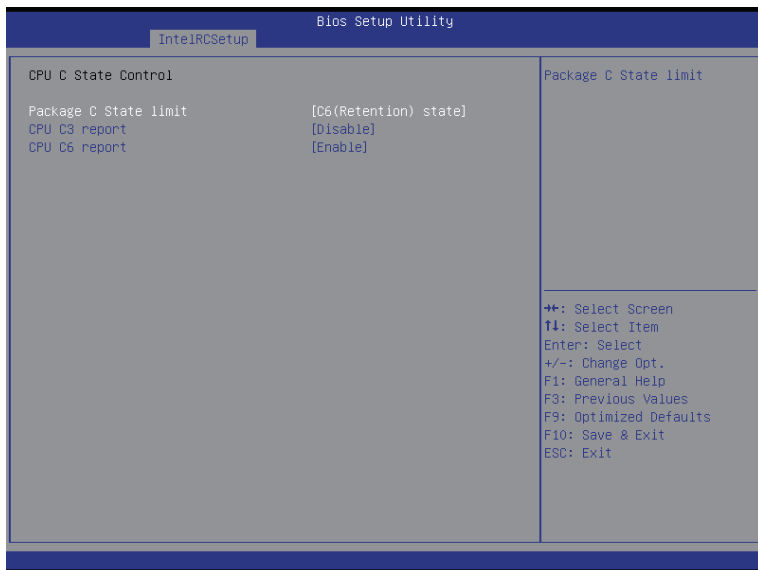 Bios Setup Utility
IntelRCSetup
CPU C State Control
Package C State limit [C6(Retention) state]
CPU C3 report [Disable]
CPU C6 report [Enable]
Package C State limit
→←: Select Screen
↑↓: Select Item
Enter: Select
+/-: Change Opt.
F1: General Help
F3: Previous Values
F9: Optimized Defaults
F10: Save & Exit
ESC: Exit